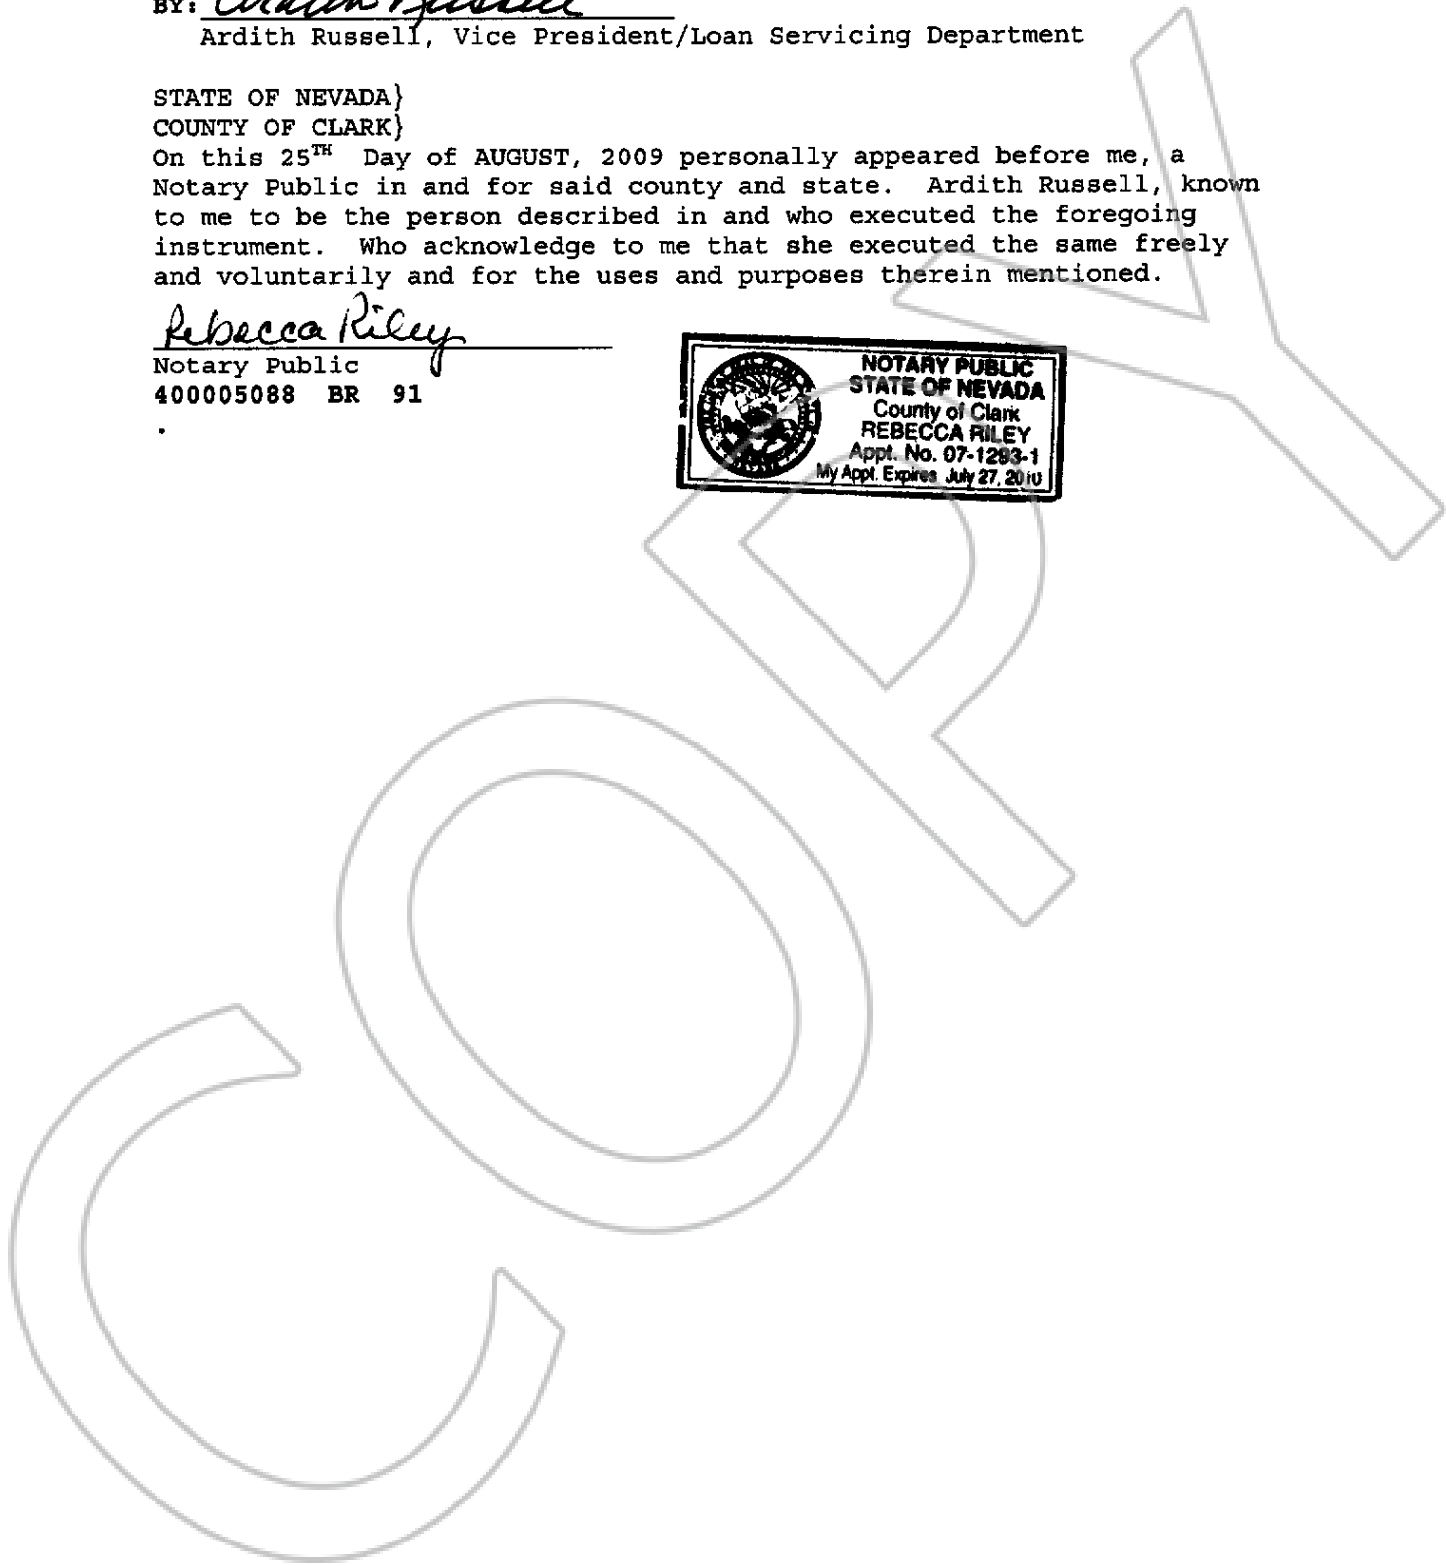 BY: Ardith Russell
Ardith Russell, Vice President/Loan Servicing Department
STATE OF NEVADA}
COUNTY OF CLARK}
On this 25TH Day of AUGUST, 2009 personally appeared before me, a
Notary Public in and for said county and state. Ardith Russell, known
to me to be the person described in and who executed the foregoing
instrument. Who acknowledge to me that she executed the same freely
and voluntarily and for the uses and purposes therein mentioned.
Rebecca Riley
Notary Public
400005088 BR 91
.
NOTARY PUBLIC
STATE OF NEVADA
County of Clark
REBECCA RILEY
Appt. No. 07-1293-1
My Appt. Expires July 27, 2010
COPY